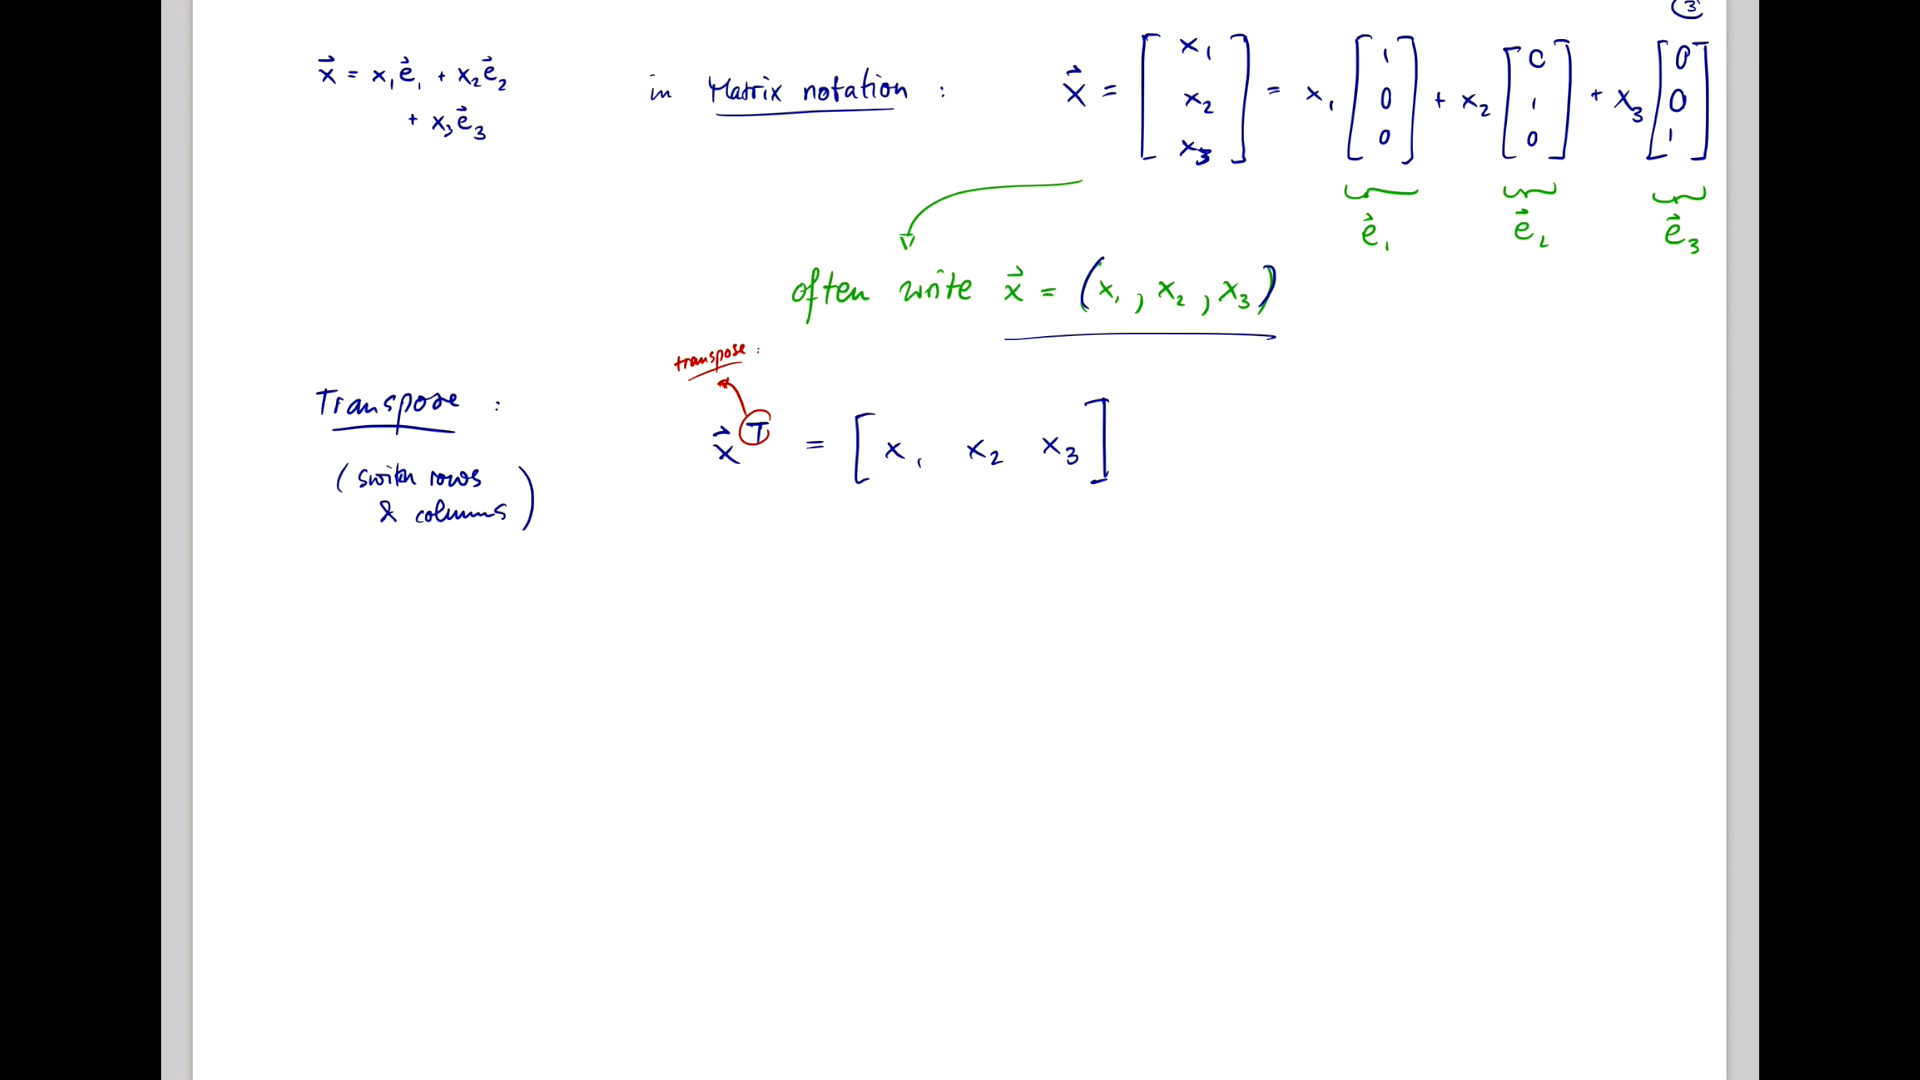 ③
x⃗ = x₁e⃗₁ + x₂e⃗₂
+ x₃e⃗₃
in Matrix notation : x⃗ = [ x₁ x₂ x₃ ] = x₁ [ 1 0 0 ] + x₂ [ 0 1 0 ] + x₃ [ 0 0 1 ]
e⃗₁ e⃗₂ e⃗₃
often write x⃗ = (x₁, x₂, x₃)
transpose :
Transpose : x⃗ᵀ = [ x₁ x₂ x₃ ]
( swith rows
& columns )